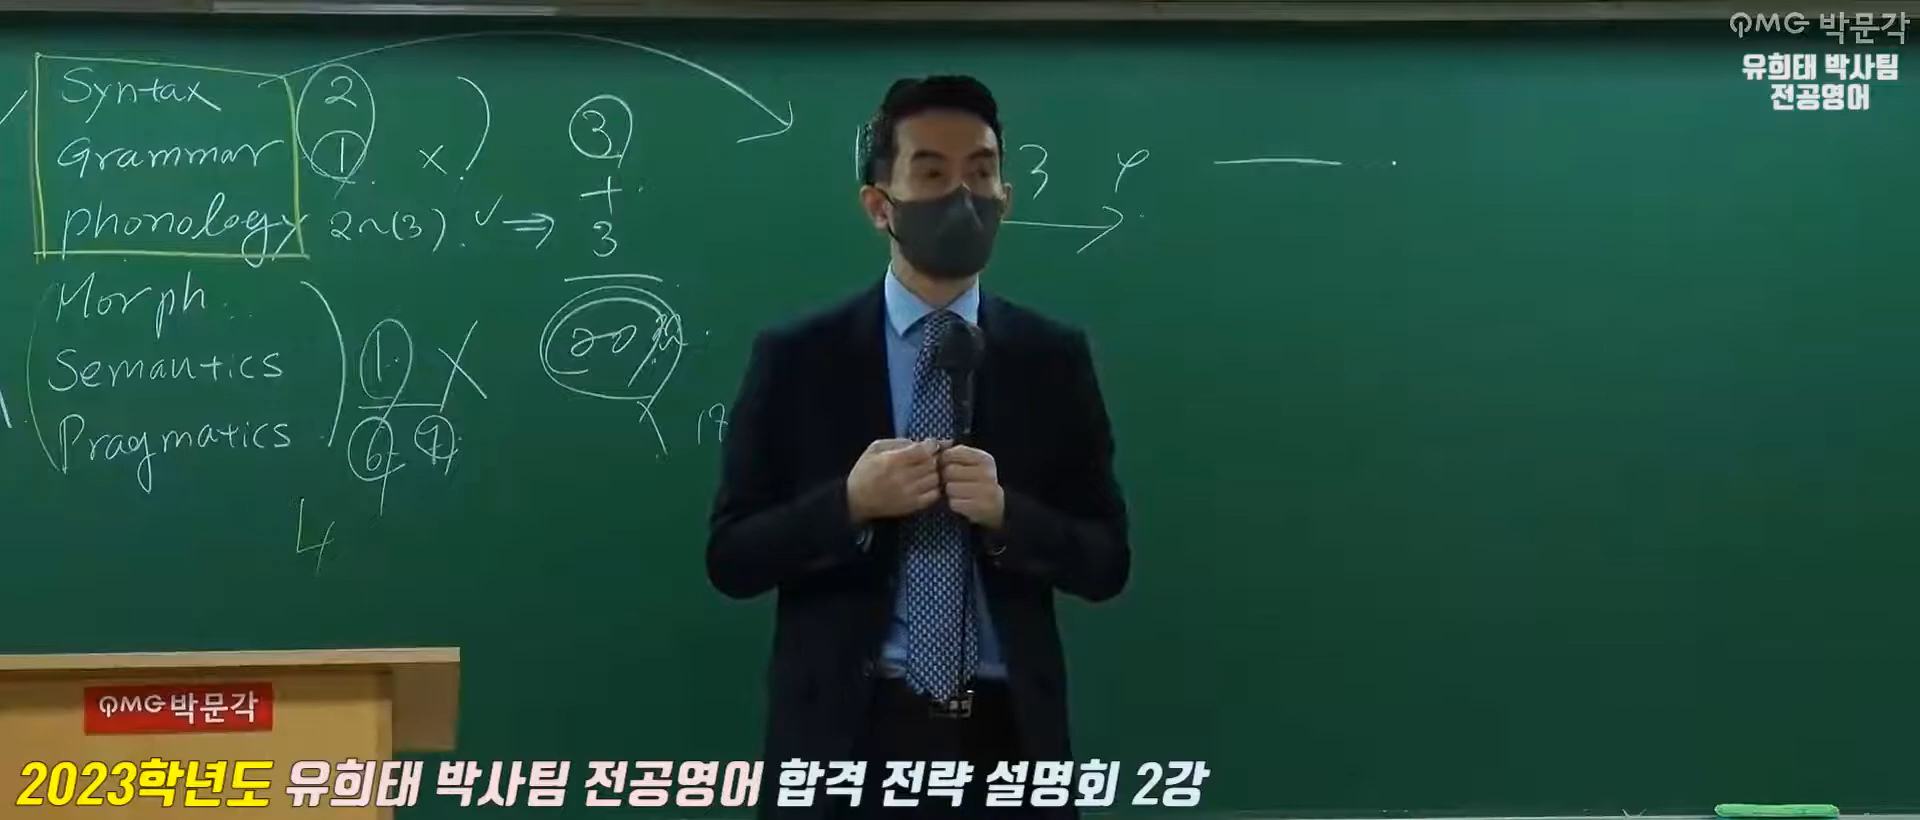 PMG 박문각
유희태 박사팀
전공영어
Syntax 2
Grammar 1 x
phonology 2~(3). ✓ ⇒
3
+
3
20
3 4
Morph.
Semantics 1 X
Pragmatics 6
4
PMG 박문각
2023학년도 유희태 박사팀 전공영어 합격 전략 설명회 2강